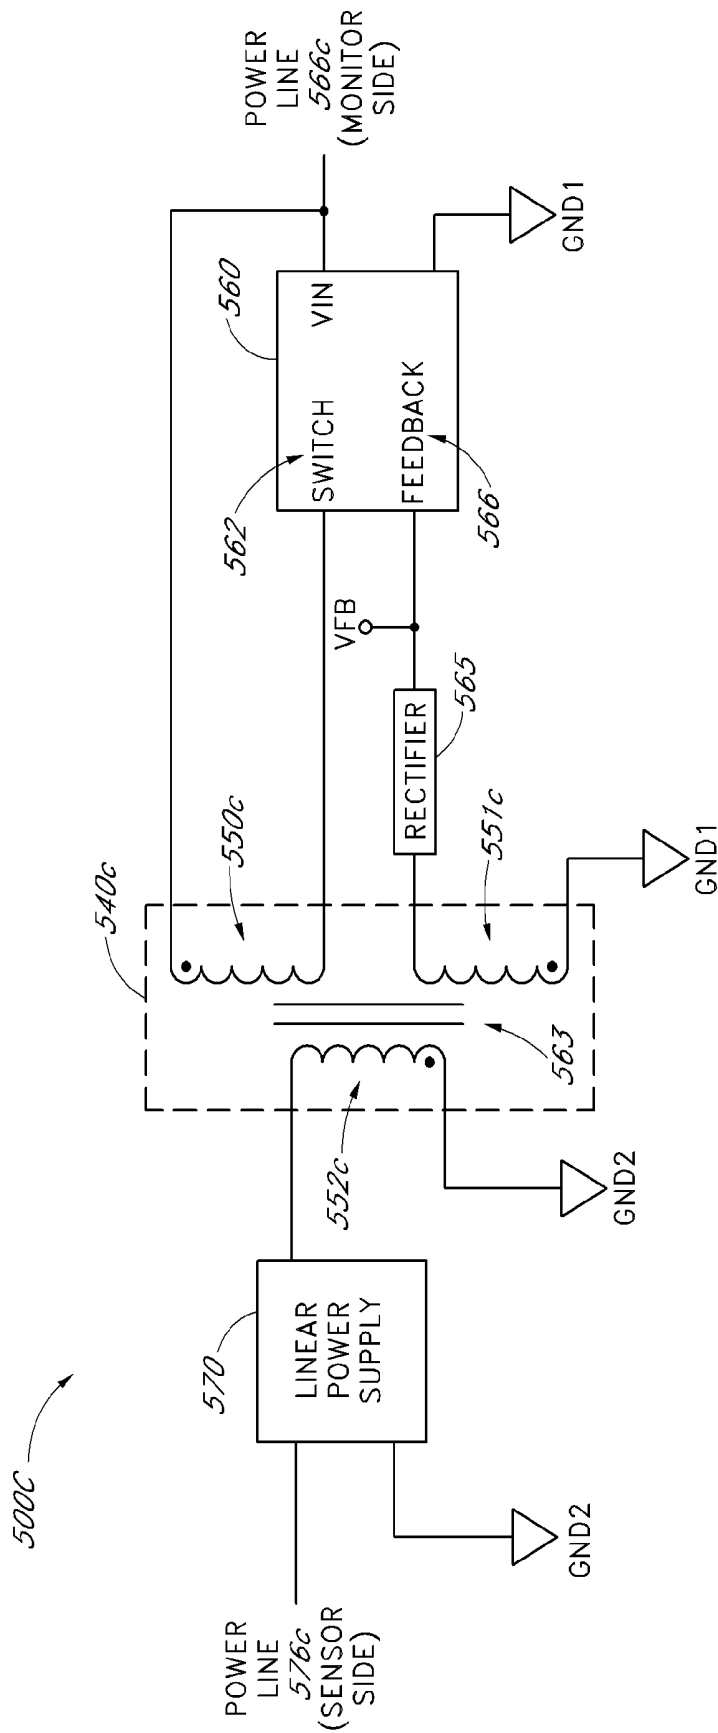 500C
POWER
LINE
576c
(SENSOR
SIDE)
570
LINEAR
POWER
SUPPLY
GND2
552c
GND2
540c
563
550c
551c
GND1
RECTIFIER
565
VFB
562
SWITCH
FEEDBACK
566
560
VIN
GND1
POWER
LINE
566c
(MONITOR
SIDE)